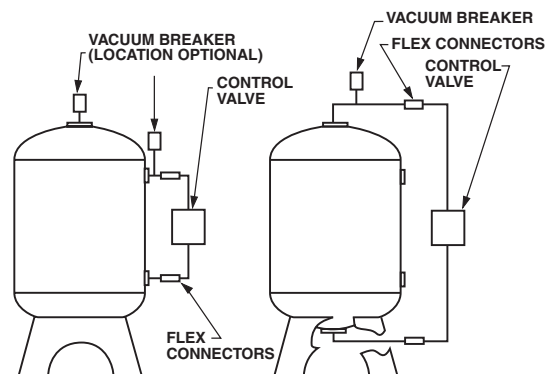 VACUUM BREAKER
(LOCATION OPTIONAL)
CONTROL
VALVE
FLEX
CONNECTORS
VACUUM BREAKER
FLEX CONNECTORS
CONTROL
VALVE